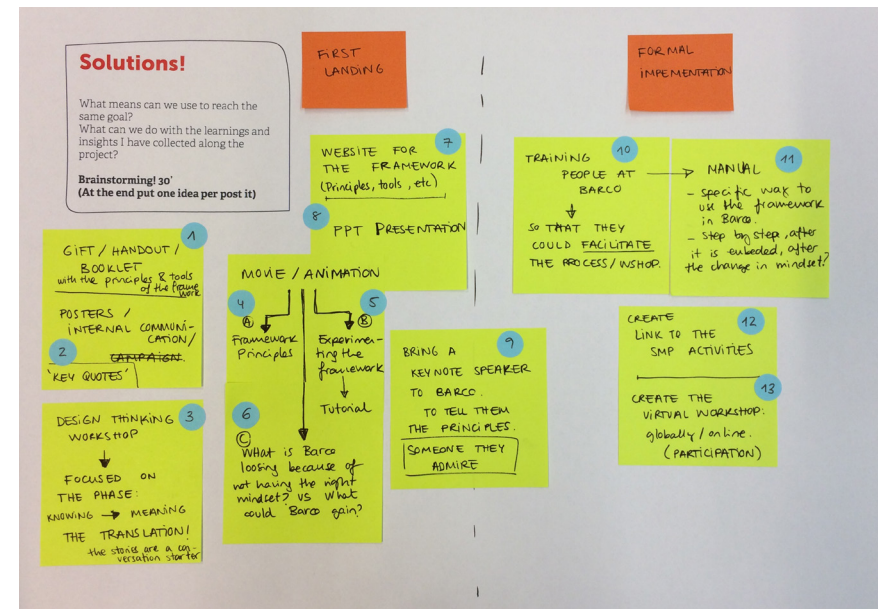 Solutions!
What means can we use to reach the
same goal?
What can we do with the learnings and
insights I have collected along the
project?
Brainstorming! 30'
(At the end put one idea per post it)
FIRST
LANDING
FORMAL
IMPEMENTATION
1
GIFT / HANDOUT /
BOOKLET
with the principles & tools
of the frame
work
POSTERS /
INTERNAL COMMUNI-
CATION /
CAMPAIGN.
2
'KEY QUOTES'
3
DESIGN THINKING
WORKSHOP
FOCUSED ON
THE PHASE:
KNOWING → MEANING
THE TRANSLATION!
the stories are a con-
versation starter
7
WEBSITE FOR
THE FRAMEWORK
(Principles, tools, etc)
8
PPT PRESENTATION
MOVIE / ANIMATION
4
A
Framework
Principles
5
B
Experimen-
ting the
framework
Tutorial
6
C
What is Barco
loosing because of
not having the right
mindset? vs What
could Barco gain?
9
BRING A
KEYNOTE SPEAKER
TO BARCO.
TO TELL THEM
THE PRINCIPLES.
SOMEONE THEY
ADMIRE
10
TRAINING
PEOPLE AT
BARCO
SO THAT THEY
COULD FACILITATE
THE PROCESS / WSHOP.
11
MANUAL
- specific way to
use the framework
in Barco.
- Step by step, after
it is embeded, after
the change in mindset?
12
CREATE
LINK TO THE
SMP ACTIVITIES
13
CREATE THE
VIRTUAL WORKSHOP.
globally / online.
(PARTICIPATION)